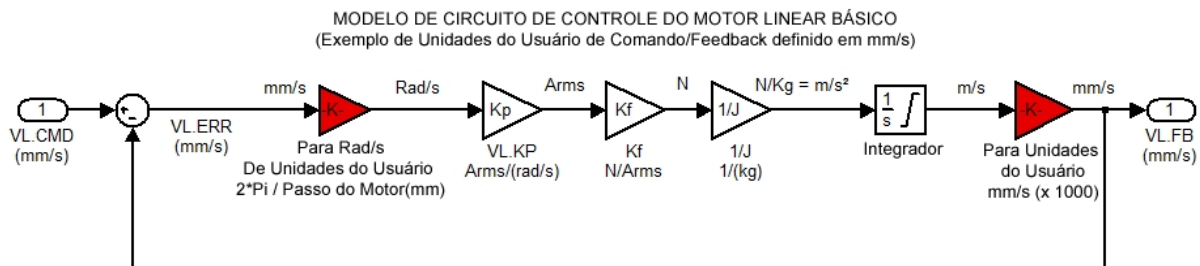 MODELO DE CIRCUITO DE CONTROLE DO MOTOR LINEAR BÁSICO
(Exemplo de Unidades do Usuário de Comando/Feedback definido em mm/s)
mm/s
Rad/s
Arms
N
N/Kg = m/s²
m/s
mm/s
1
VL.CMD
(mm/s)
VL.ERR
(mm/s)
-K-
Para Rad/s
De Unidades do Usuário
2*Pi / Passo do Motor(mm)
Kp
VL.KP
Arms/(rad/s)
Kf
Kf
N/Arms
1/J
1/J
1/(kg)
1
s
Integrador
-K-
Para Unidades
do Usuário
mm/s (x 1000)
1
VL.FB
(mm/s)